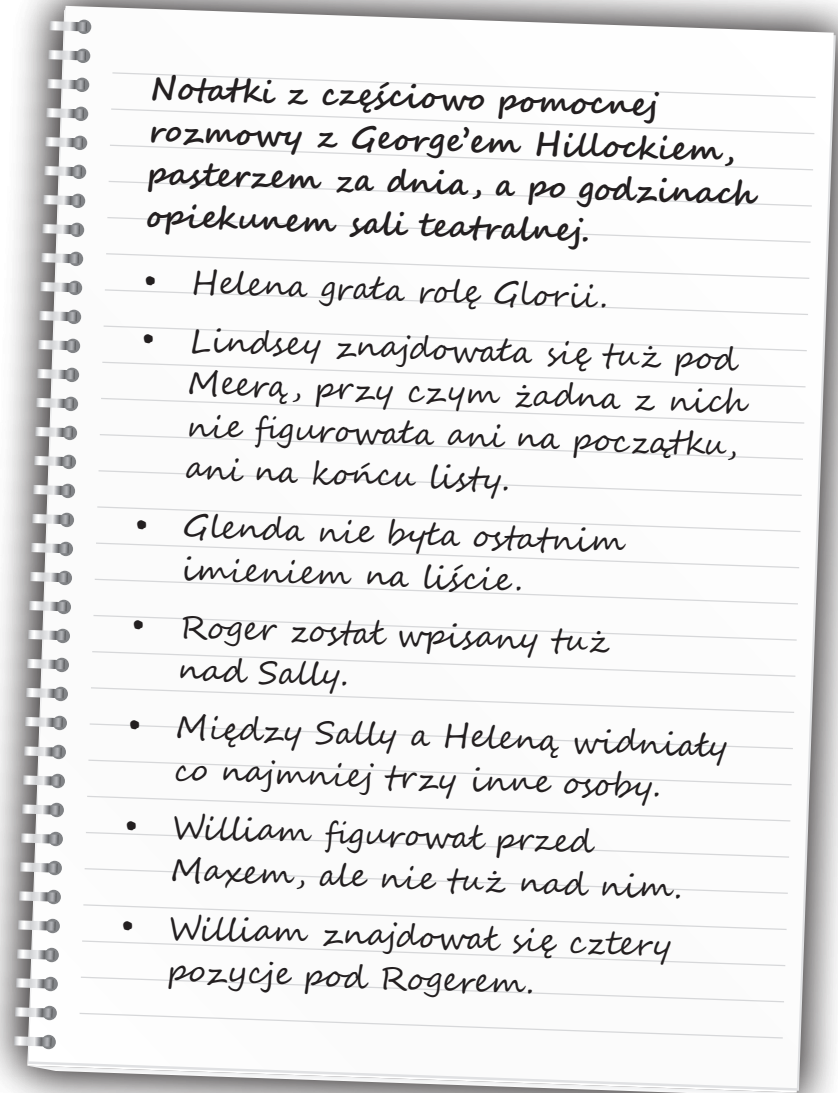 Notatki z częściowo pomocnej
rozmowy z George’em Hillockiem,
pasterzem za dnia, a po godzinach
opiekunem sali teatralnej.
• Helena grała rolę Glorii.
• Lindsey znajdowała się tuż pod
Meerą, przy czym żadna z nich
nie figurowała ani na początku,
ani na końcu listy.
• Glenda nie była ostatnim
imieniem na liście.
• Roger został wpisany tuż
nad Sally.
• Między Sally a Heleną widniały
co najmniej trzy inne osoby.
• William figurował przed
Maxem, ale nie tuż nad nim.
• William znajdował się cztery
pozycje pod Rogerem.